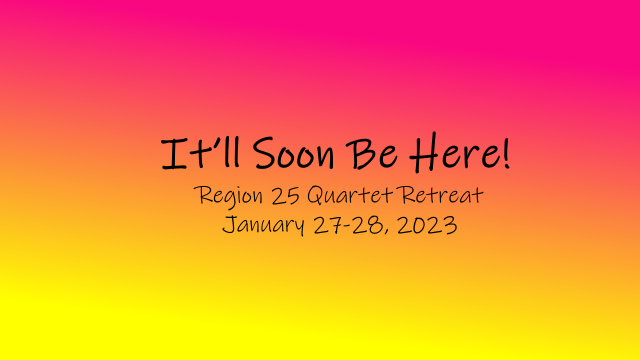 It'll Soon Be Here!
Region 25 Quartet Retreat
January 27-28, 2023